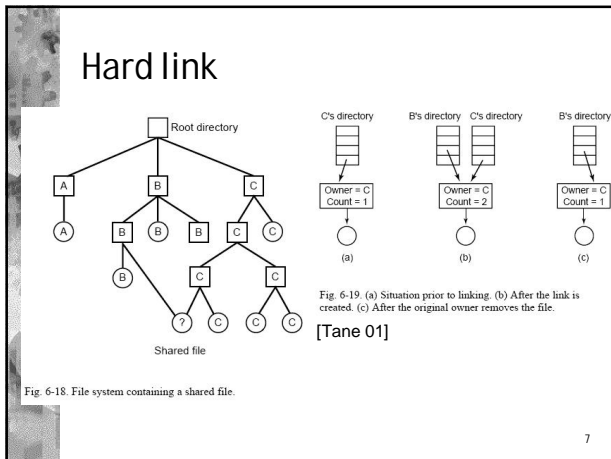 Hard link
Root directory
A B C
A B B B C C
B C C
? C C C
Shared file
Fig. 6-18. File system containing a shared file.
C's directory
Owner = C
Count = 1
(a)
B's directory C's directory
Owner = C
Count = 2
(b)
B's directory
Owner = C
Count = 1
(c)
Fig. 6-19. (a) Situation prior to linking. (b) After the link is
created. (c) After the original owner removes the file.
[Tane 01]
7